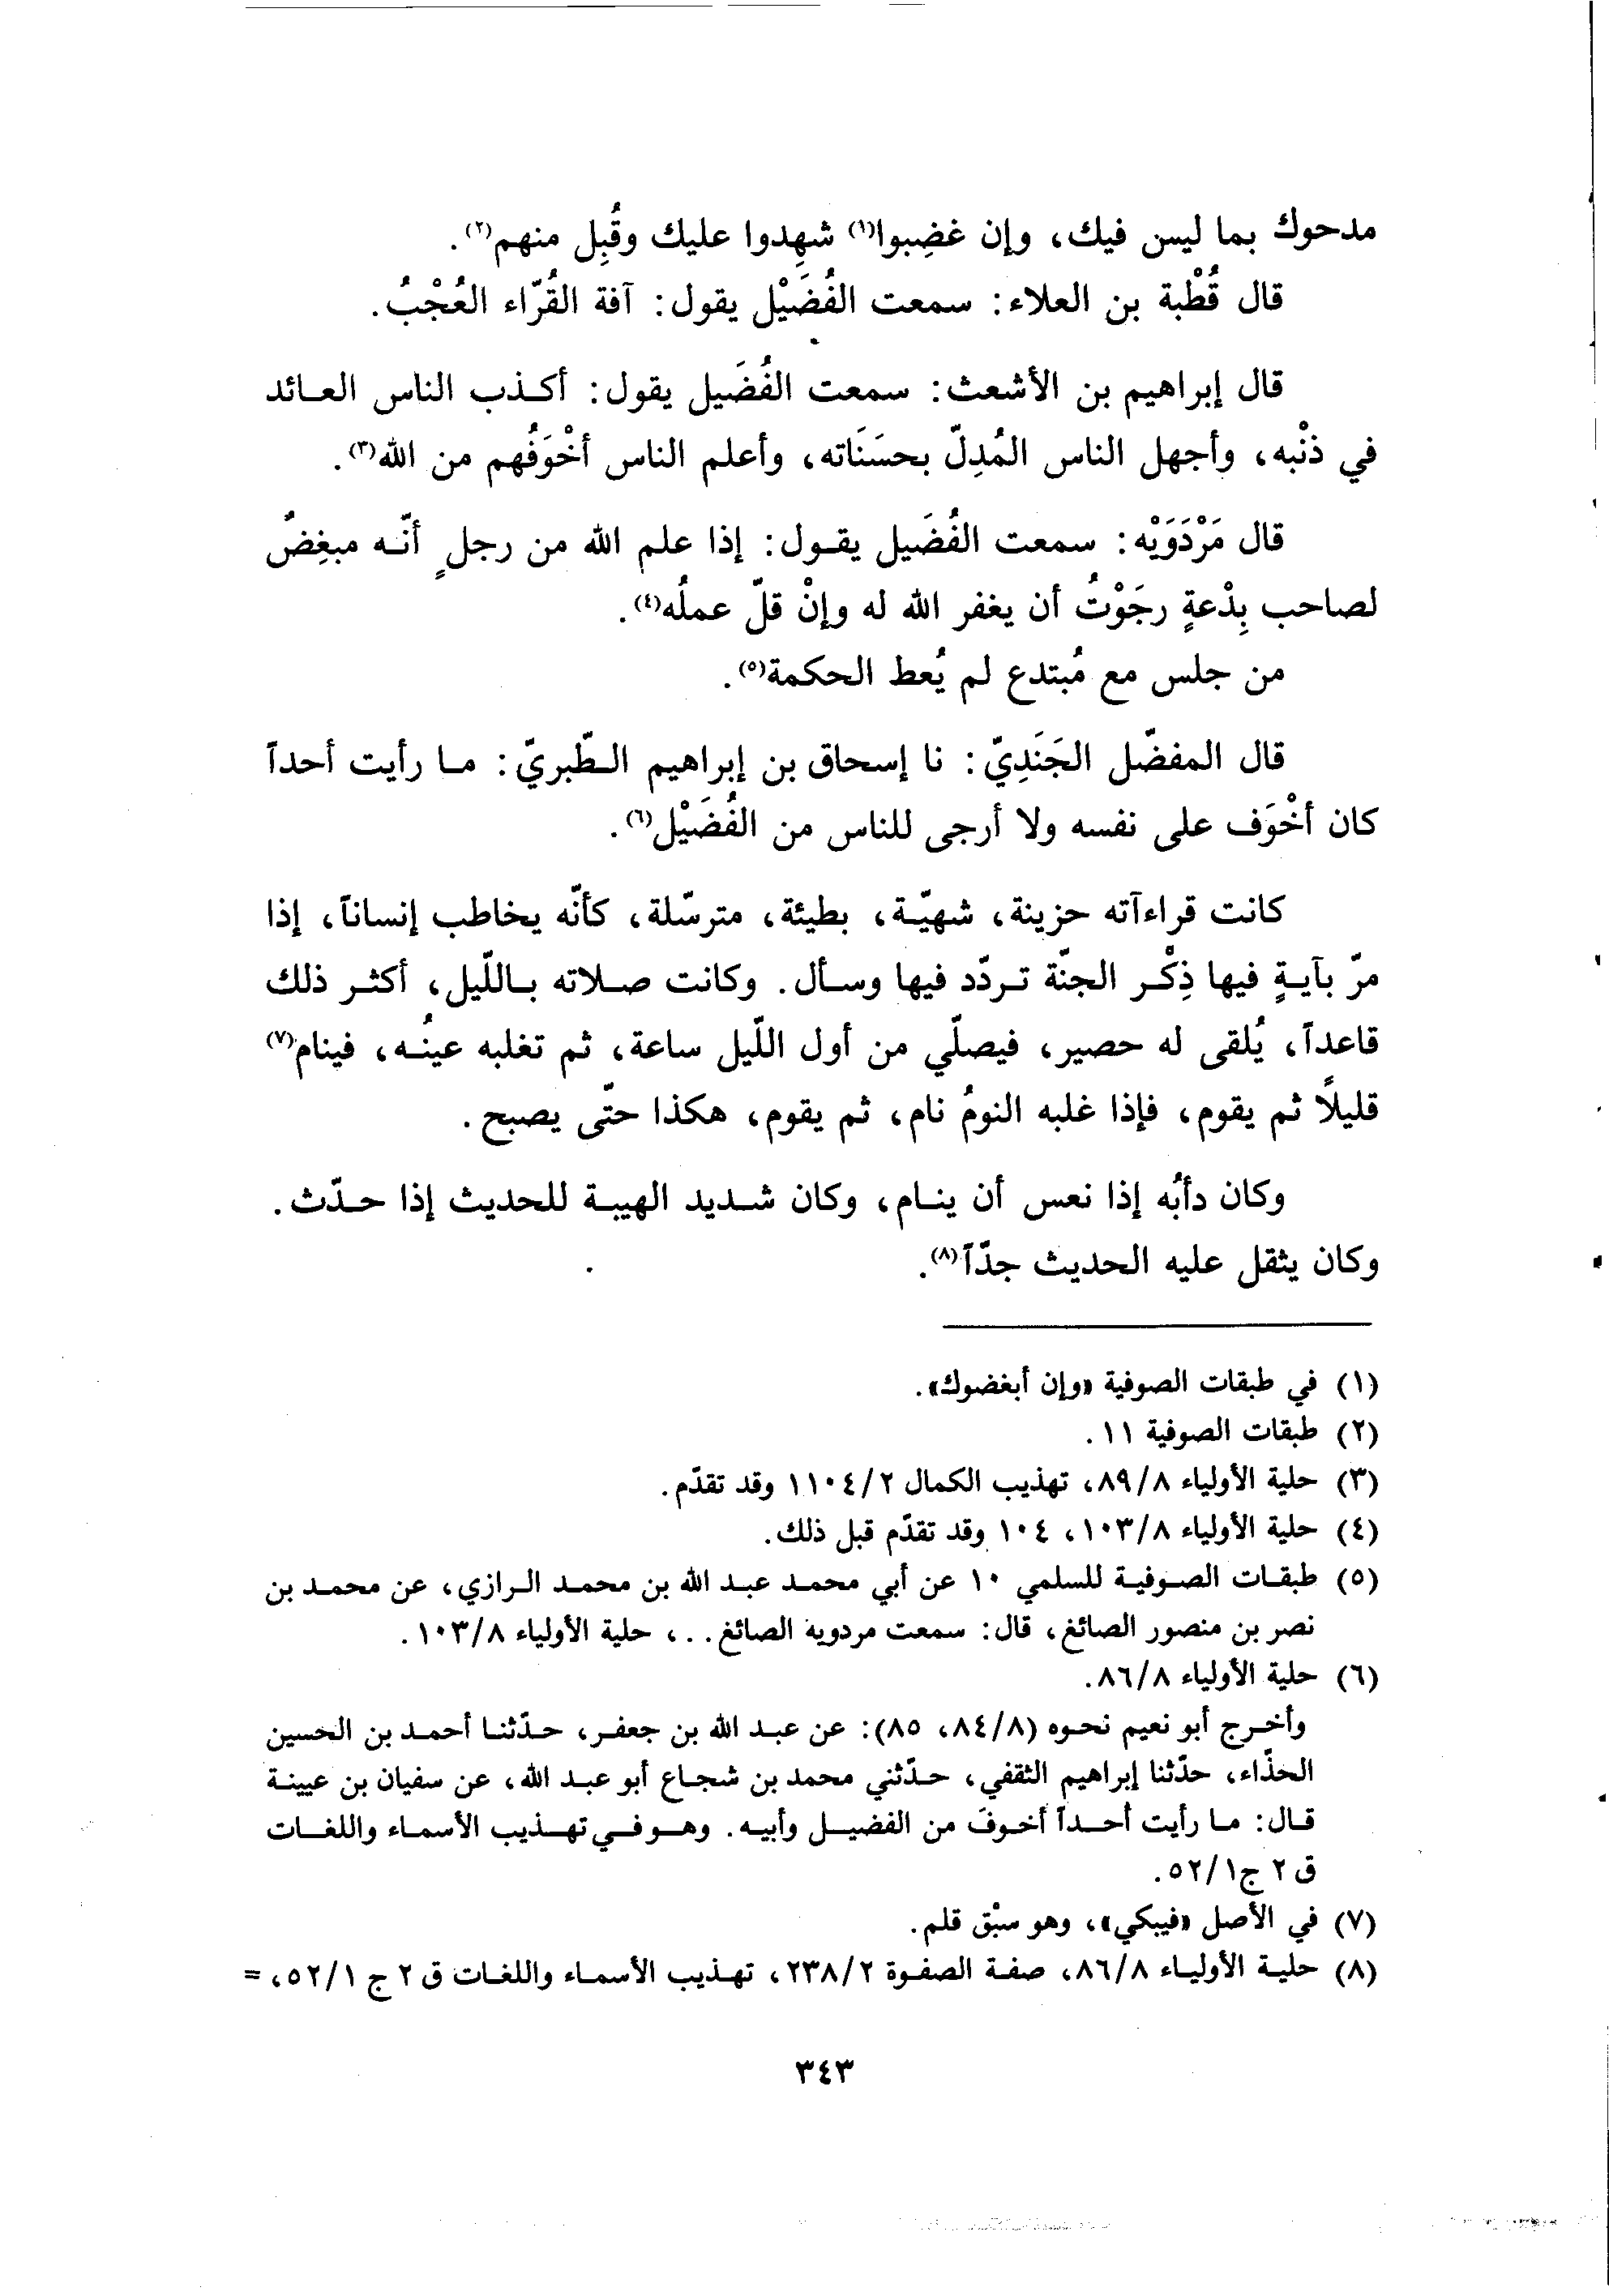 مدحوك بما ليس فيك، وإن غضِبوا(١) شهِدوا عليك وقُبِل منهم(٢).
قال قُطْبة بن العلاء: سمعت الفُضَيْل يقول: آفة القُرّاء العُجْبُ.
قال إبراهيم بن الأشعث: سمعت الفُضَيل يقول: أكذب الناس العائد
في ذنْبه، وأجهل الناس المُدِلّ بحسَنَاته، وأعلم الناس أخْوَفُهم من الله(٣).
قال مَرْدَوَيْه: سمعت الفُضَيل يقول: إذا علم الله من رجلٍ أنّه مبغِضٌ
لصاحب بِدْعةٍ رجَوْتُ أن يغفر الله له وإنْ قلّ عملُه(٤).
من جلس مع مُبتدع لم يُعط الحكمة(٥).
قال المفضّل الجَنَدِيّ: نا إسحاق بن إبراهيم الطّبريّ: ما رأيت أحداً
كان أخْوَف على نفسه ولا أرجى للناس من الفُضَيْل(٦).
كانت قراءآته حزينة، شهيّة، بطيئة، مترسّلة، كأنّه يخاطب إنساناً، إذا
مرّ بآيةٍ فيها ذِكْر الجنّة تردّد فيها وسأل. وكانت صلاته باللّيل، أكثر ذلك
قاعداً، يُلقى له حصير، فيصلّي من أول اللّيل ساعة، ثم تغلبه عينُه، فينام(٧)
قليلاً ثم يقوم، فإذا غلبه النومُ نام، ثم يقوم، هكذا حتّى يصبح.
وكان دأبُه إذا نعس أن ينام، وكان شديد الهيبة للحديث إذا حدّث.
وكان يثقل عليه الحديث جدّاً(٨).
(١) في طبقات الصوفية «وإن أبغضوك».
(٢) طبقات الصوفية ١١.
(٣) حلية الأولياء ٨٩/٨، تهذيب الكمال ١١٠٤/٢ وقد تقدّم.
(٤) حلية الأولياء ١٠٣/٨، ١٠٤ وقد تقدّم قبل ذلك.
(٥) طبقات الصوفية للسلمي ١٠ عن أبي محمد عبد الله بن محمد الرازي، عن محمد بن
نصر بن منصور الصائغ، قال: سمعت مردويه الصائغ..، حلية الأولياء ١٠٣/٨.
(٦) حلية الأولياء ٨٦/٨.
وأخرج أبو نعيم نحوه (٨٤/٨، ٨٥): عن عبد الله بن جعفر، حدّثنا أحمد بن الحسين
الحذّاء، حدّثنا إبراهيم الثقفي، حدّثني محمد بن شجاع أبو عبد الله، عن سفيان بن عيينة
قال: ما رأيت أحداً أخوفَ من الفضيل وأبيه. وهو في تهذيب الأسماء واللغات
ق ٢ ج٥٢/١.
(٧) في الأصل «فيبكي»، وهو سبْق قلم.
(٨) حلية الأولياء ٨٦/٨، صفة الصفوة ٢٣٨/٢، تهذيب الأسماء واللغات ق ٢ ج ٥٢/١، =
٣٤٣